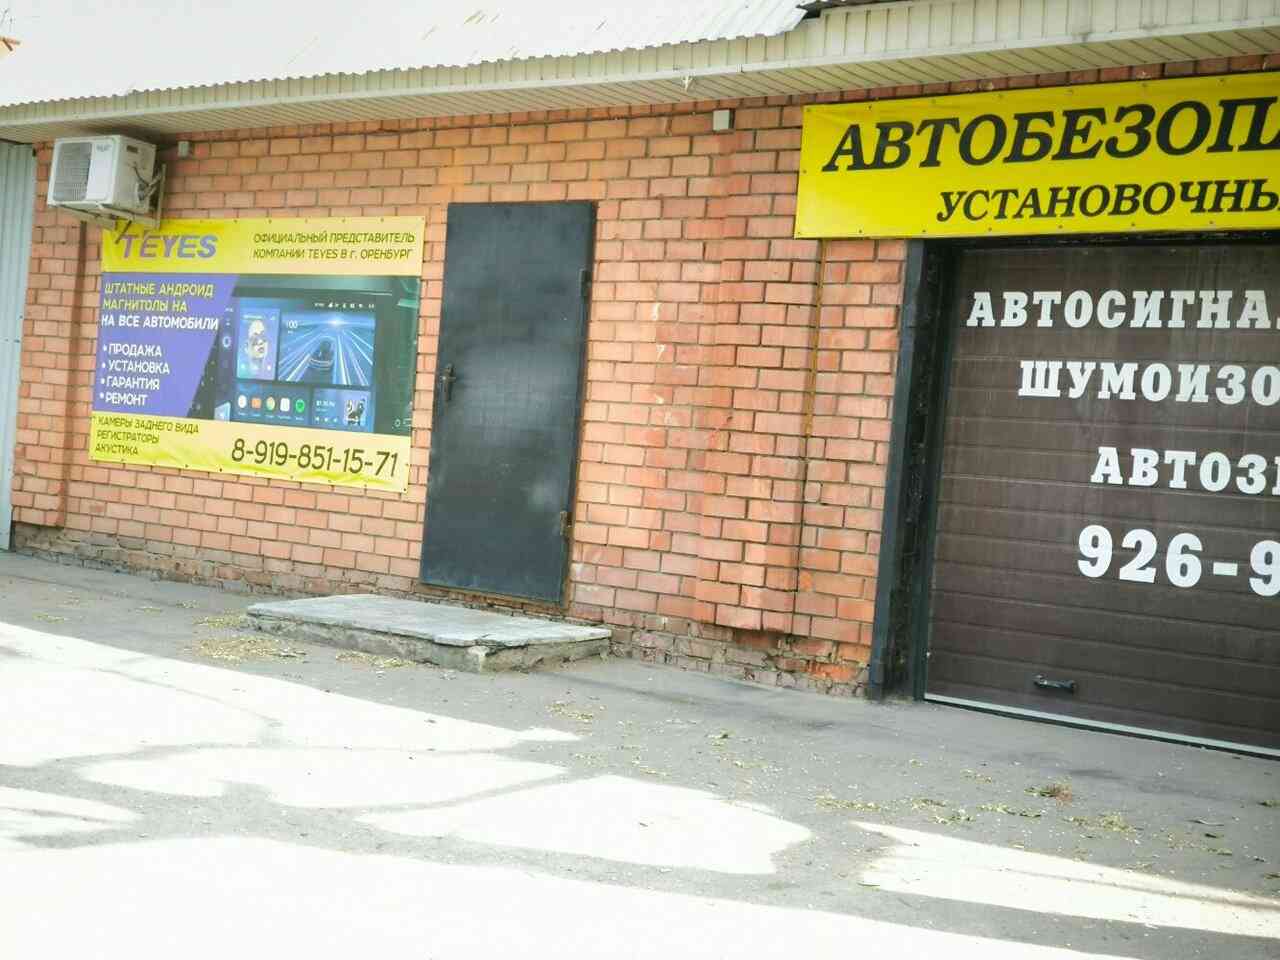 TEYES
ОФИЦИАЛЬНЫЙ ПРЕДСТАВИТЕЛЬ
КОМПАНИИ TEYES В г. ОРЕНБУРГ
ШТАТНЫЕ АНДРОИД
МАГНИТОЛЫ НА
НА ВСЕ АВТОМОБИЛИ
• ПРОДАЖА
• УСТАНОВКА
• ГАРАНТИЯ
• РЕМОНТ
КАМЕРЫ ЗАДНЕГО ВИДА
РЕГИСТРАТОРЫ
АКУСТИКА
8-919-851-15-71
АВТОБЕЗОП
УСТАНОВОЧНЫ
АВТОСИГНА
ШУМОИЗО
АВТОЗ
926-9